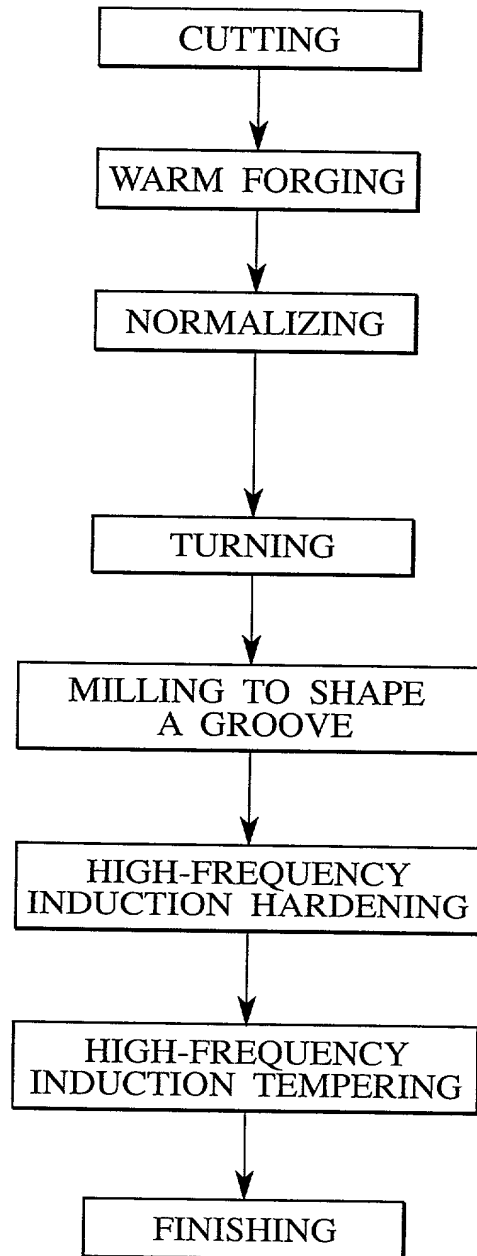 CUTTING
WARM FORGING
NORMALIZING
TURNING
MILLING TO SHAPE
A GROOVE
HIGH-FREQUENCY
INDUCTION HARDENING
HIGH-FREQUENCY
INDUCTION TEMPERING
FINISHING